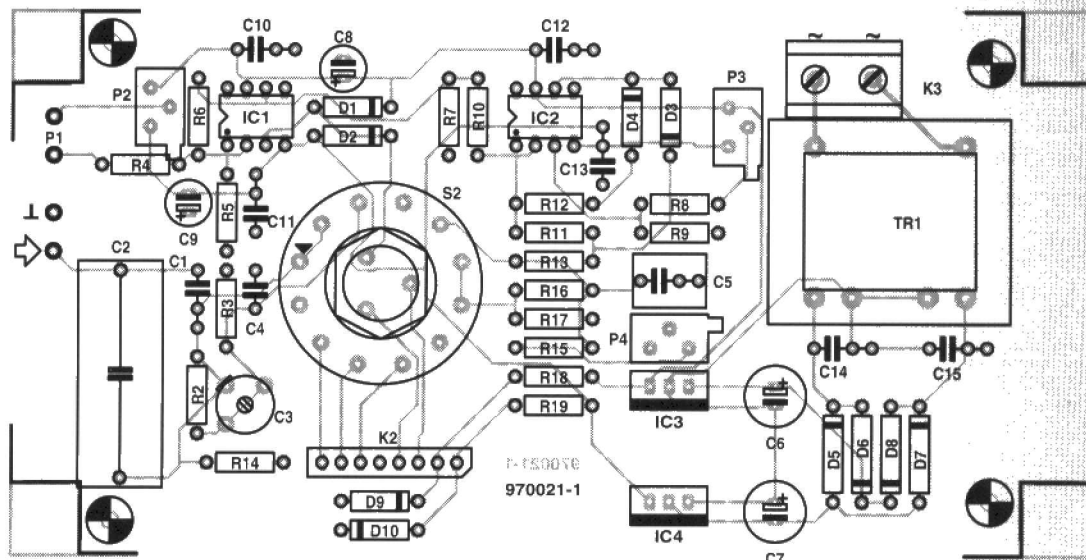 C10
C8
C12
~ ~
P2
P3
K3
R6
IC1
D1
R7
R10
IC2
D4
D3
P1
D2
R4
C13
S2
R12
R8
⊥
C9
R5
C11
R11
R9
TR1
C2
C1
R13
C5
R16
R3
C4
R17
P4
R15
C14
C15
R18
R2
C3
R19
IC3
C6
K2
D5
D6
D8
D7
R14
970021-1
970021-1
D9
D10
IC4
C7